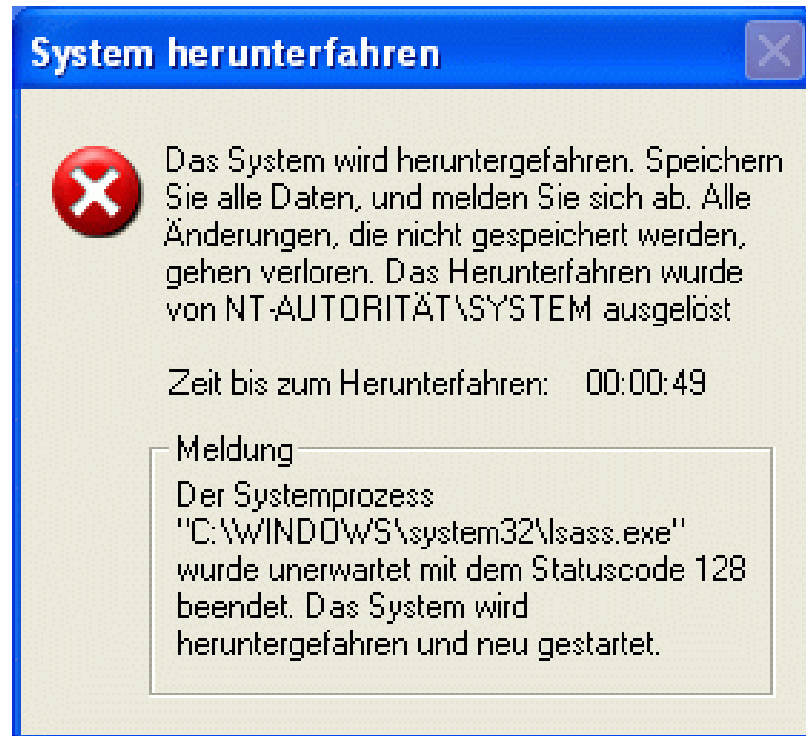 System herunterfahren
Das System wird heruntergefahren. Speichern
Sie alle Daten, und melden Sie sich ab. Alle
Änderungen, die nicht gespeichert werden,
gehen verloren. Das Herunterfahren wurde
von NT-AUTORITÄT\SYSTEM ausgelöst
Zeit bis zum Herunterfahren: 00:00:49
Meldung
Der Systemprozess
"C:\WINDOWS\system32\lsass.exe"
wurde unerwartet mit dem Statuscode 128
beendet. Das System wird
heruntergefahren und neu gestartet.